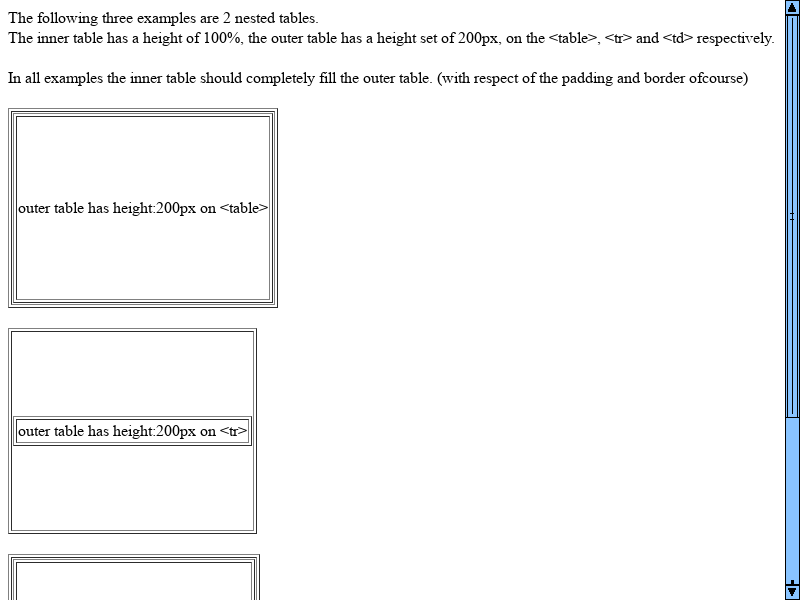 The following three examples are 2 nested tables.
The inner table has a height of 100%, the outer table has a height set of 200px, on the <table>, <tr> and <td> respectively.
In all examples the inner table should completely fill the outer table. (with respect of the padding and border ofcourse)
outer table has height:200px on <table>
outer table has height:200px on <tr>